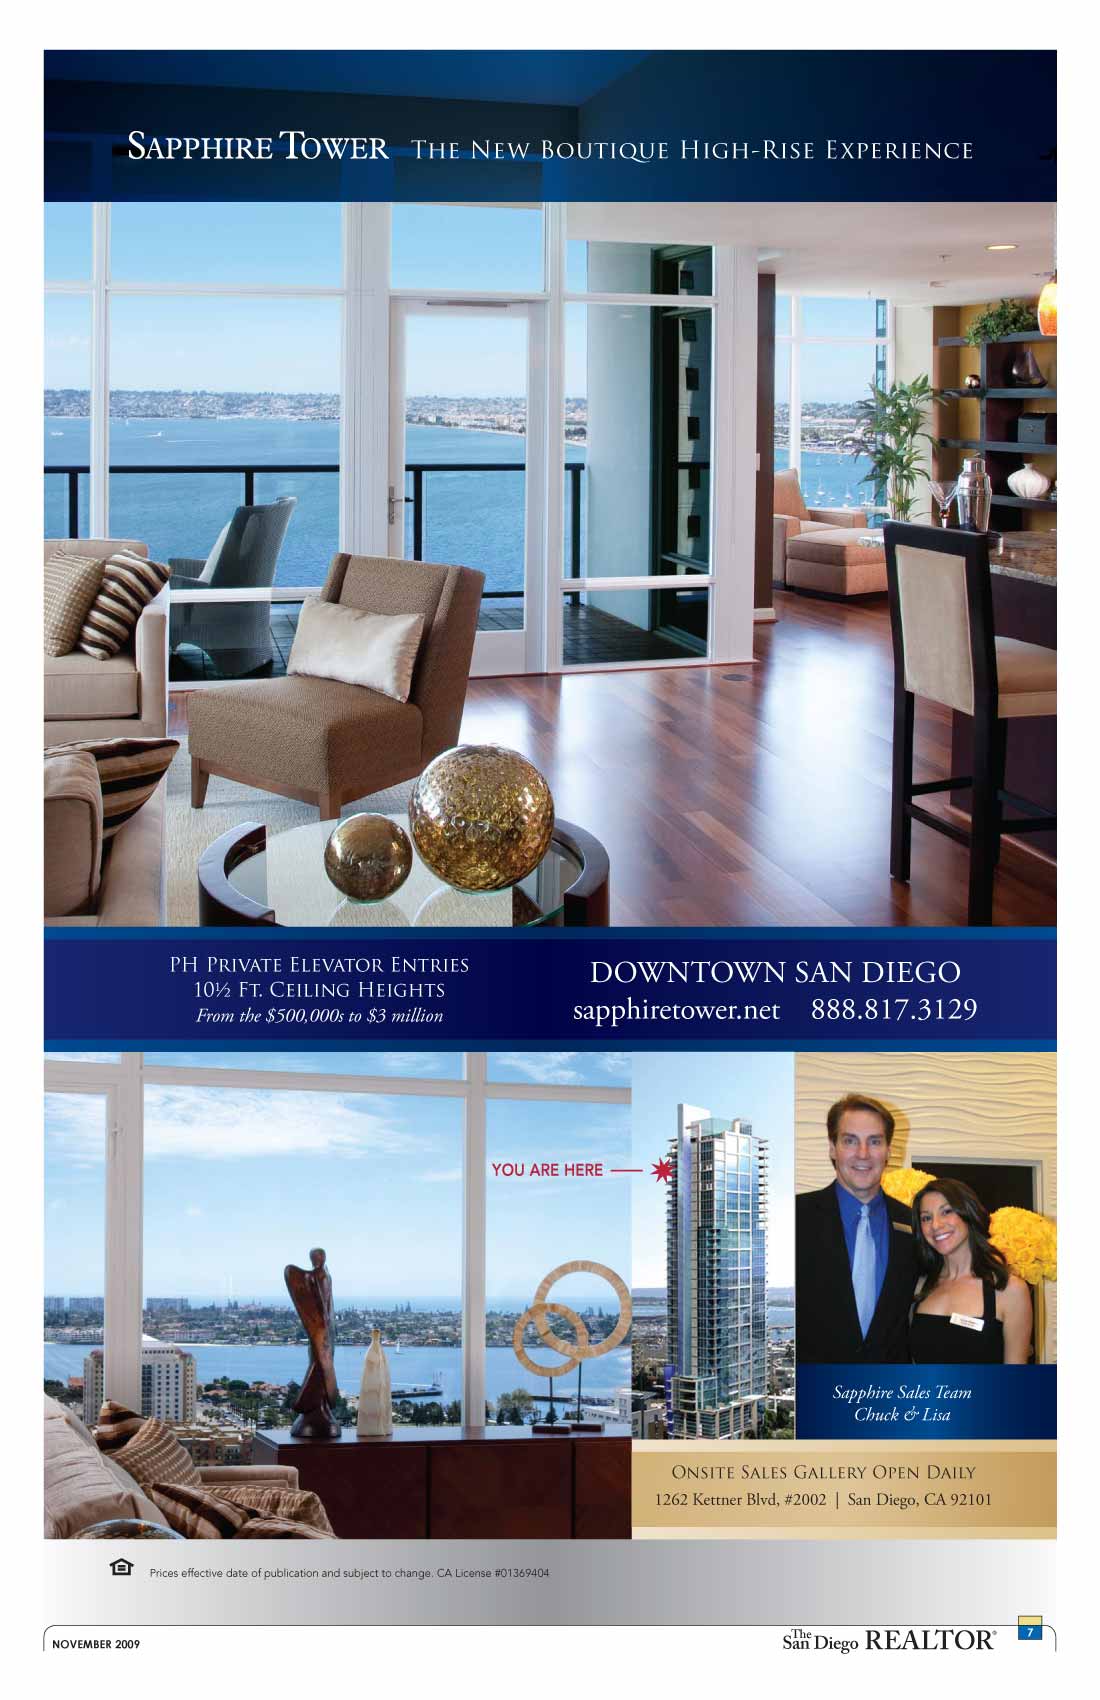 SAPPHIRE TOWER THE NEW BOUTIQUE HIGH-RISE EXPERIENCE
PH PRIVATE ELEVATOR ENTRIES
10½ FT. CEILING HEIGHTS
From the $500,000s to $3 million
DOWNTOWN SAN DIEGO
sapphiretower.net 888.817.3129
YOU ARE HERE
Sapphire Sales Team
Chuck & Lisa
ONSITE SALES GALLERY OPEN DAILY
1262 Kettner Blvd, #2002 | San Diego, CA 92101
Prices effective date of publication and subject to change. CA License #01369404
NOVEMBER 2009
The San Diego REALTOR®
7